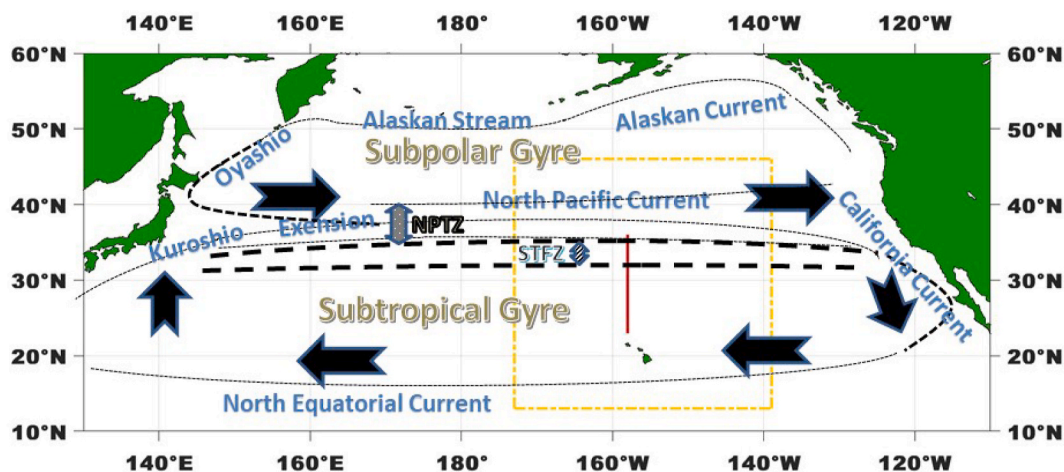 140°E 160°E 180° 160°W 140°W 120°W
60°N 60°N
Alaskan Stream
Alaskan Current
50°N 50°N
Oyashio
Subpolar Gyre
North Pacific Current
40°N 40°N
Kuroshio Exension
NPTZ
California Current
STFZ
30°N 30°N
Subtropical Gyre
20°N 20°N
North Equatorial Current
10°N 10°N
140°E 160°E 180° 160°W 140°W 120°W